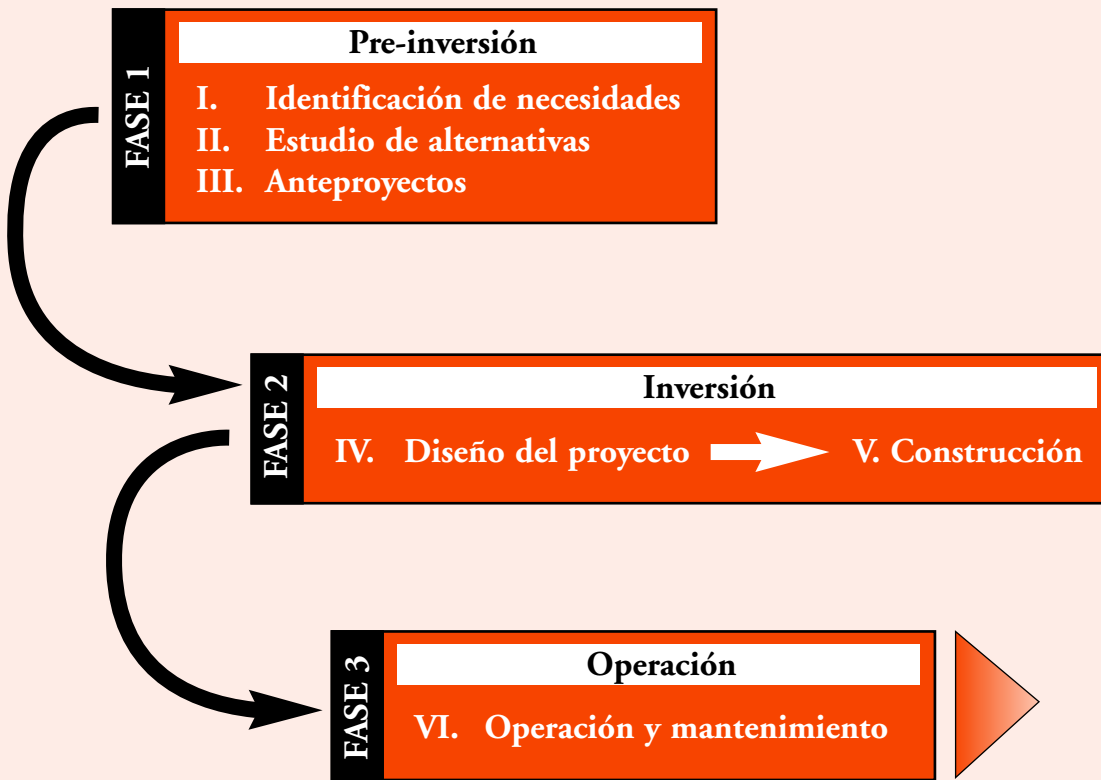 FASE 1
Pre-inversión
I. Identificación de necesidades
II. Estudio de alternativas
III. Anteproyectos
FASE 2
Inversión
IV. Diseño del proyecto
V. Construcción
FASE 3
Operación
VI. Operación y mantenimiento